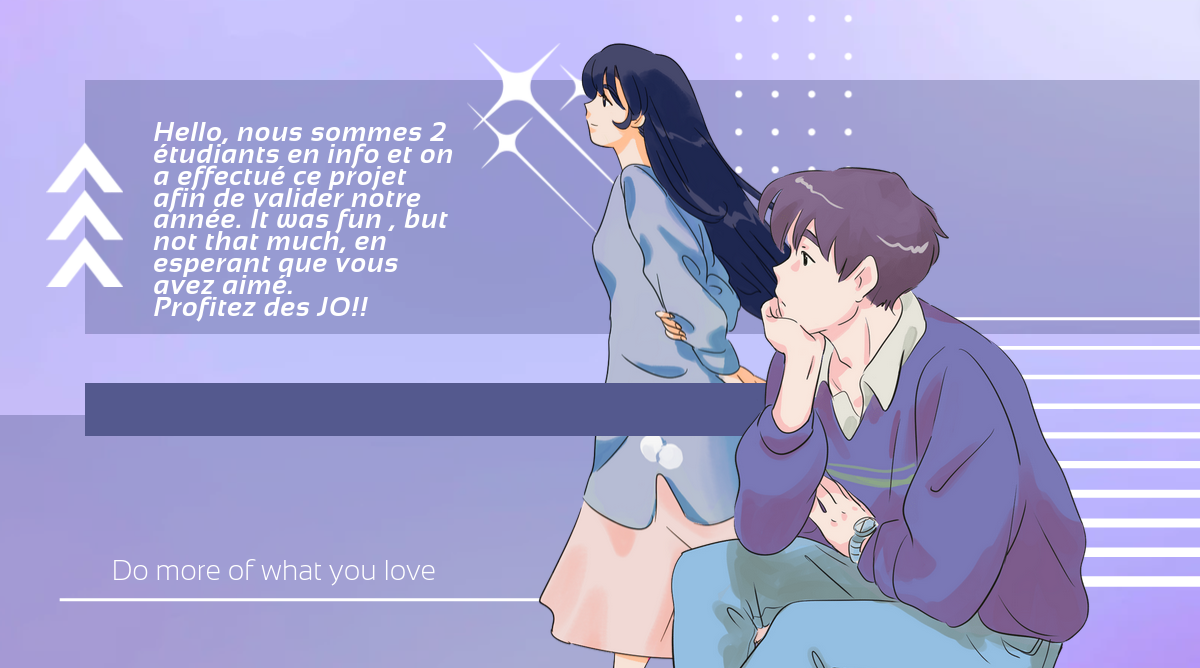 Hello, nous sommes 2
étudiants en info et on
a effectué ce projet
afin de valider notre
année. It was fun , but
not that much, en
esperant que vous
avez aimé.
Profitez des JO!!
Do more of what you love